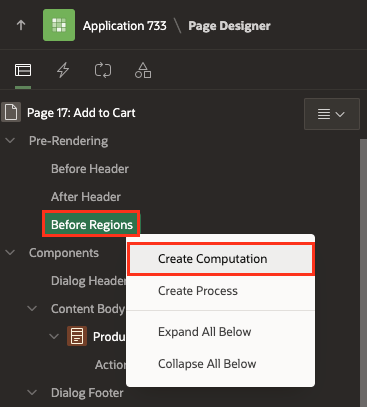 Application 733 \ Page Designer
Page 17: Add to Cart
Pre-Rendering
Before Header
After Header
Before Regions
Components
Create Computation
Dialog Header
Create Process
Content Body
Expand All Below
Produ
Collapse All Below
Action
Dialog Footer